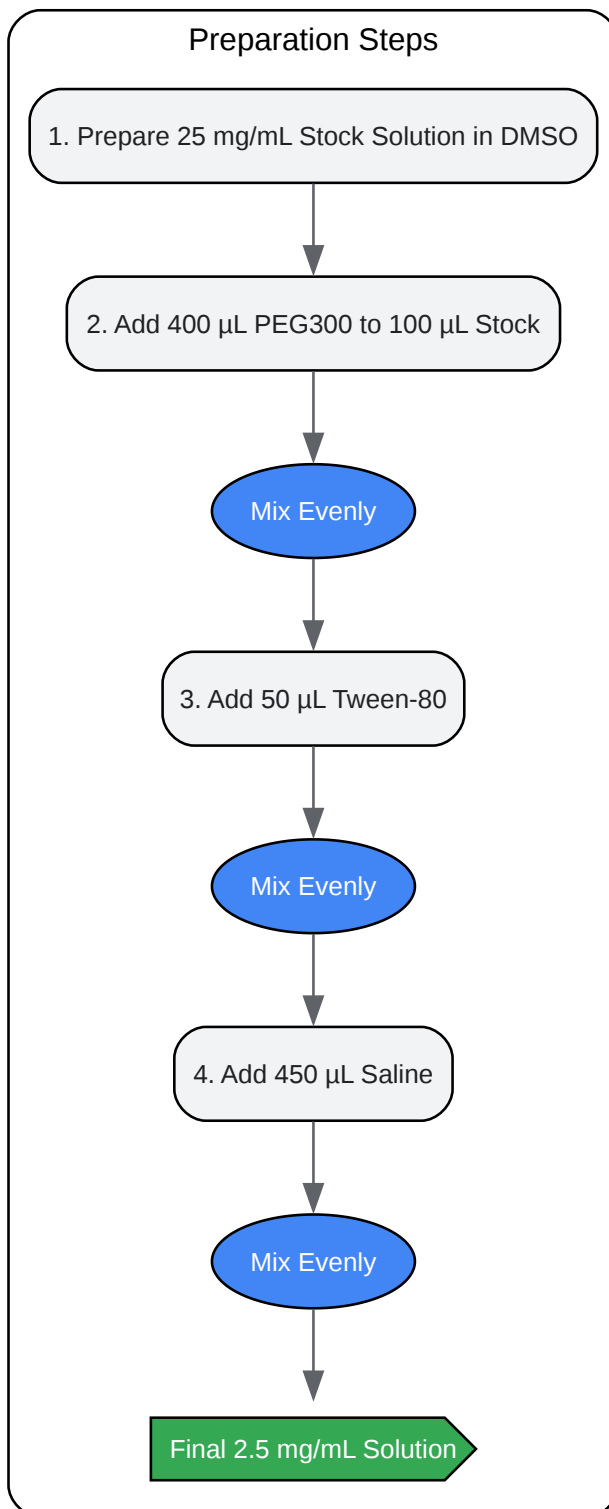 Preparation Steps
1. Prepare 25 mg/mL Stock Solution in DMSO
2. Add 400 µL PEG300 to 100 µL Stock
Mix Evenly
3. Add 50 µL Tween-80
Mix Evenly
4. Add 450 µL Saline
Mix Evenly
Final 2.5 mg/mL Solution